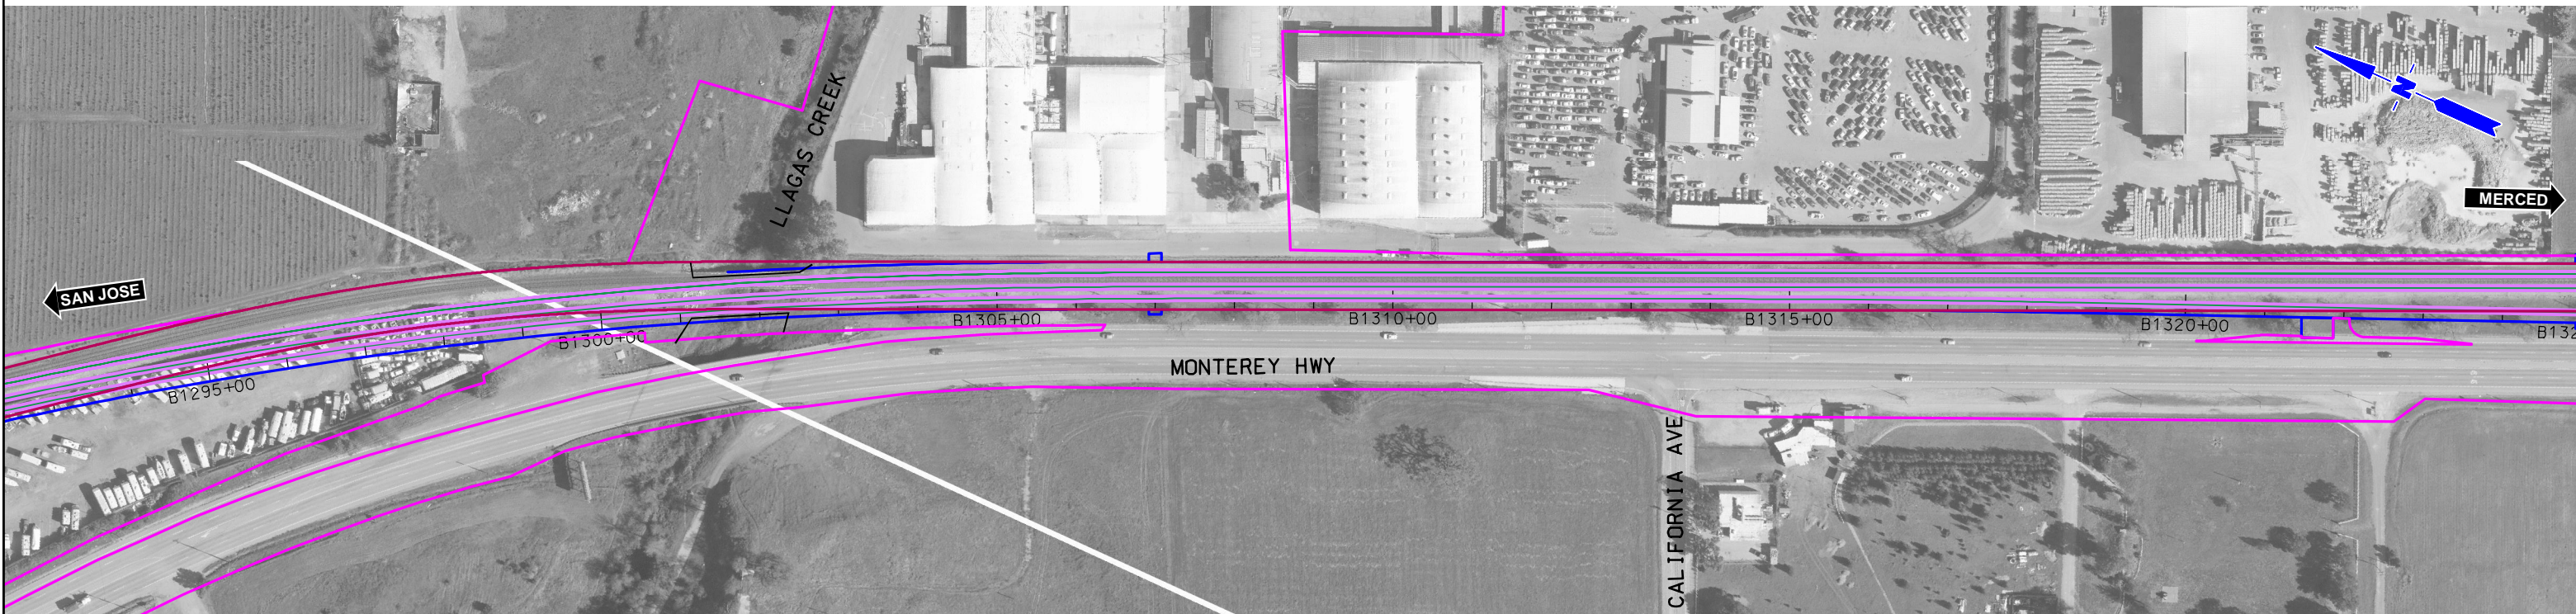 LLAGAS CREEK
N
MERCED
SAN JOSE
B1295+00
B1300+00
B1305+00
B1310+00
B1315+00
B1320+00
MONTEREY HWY
CALIFORNIA AVE